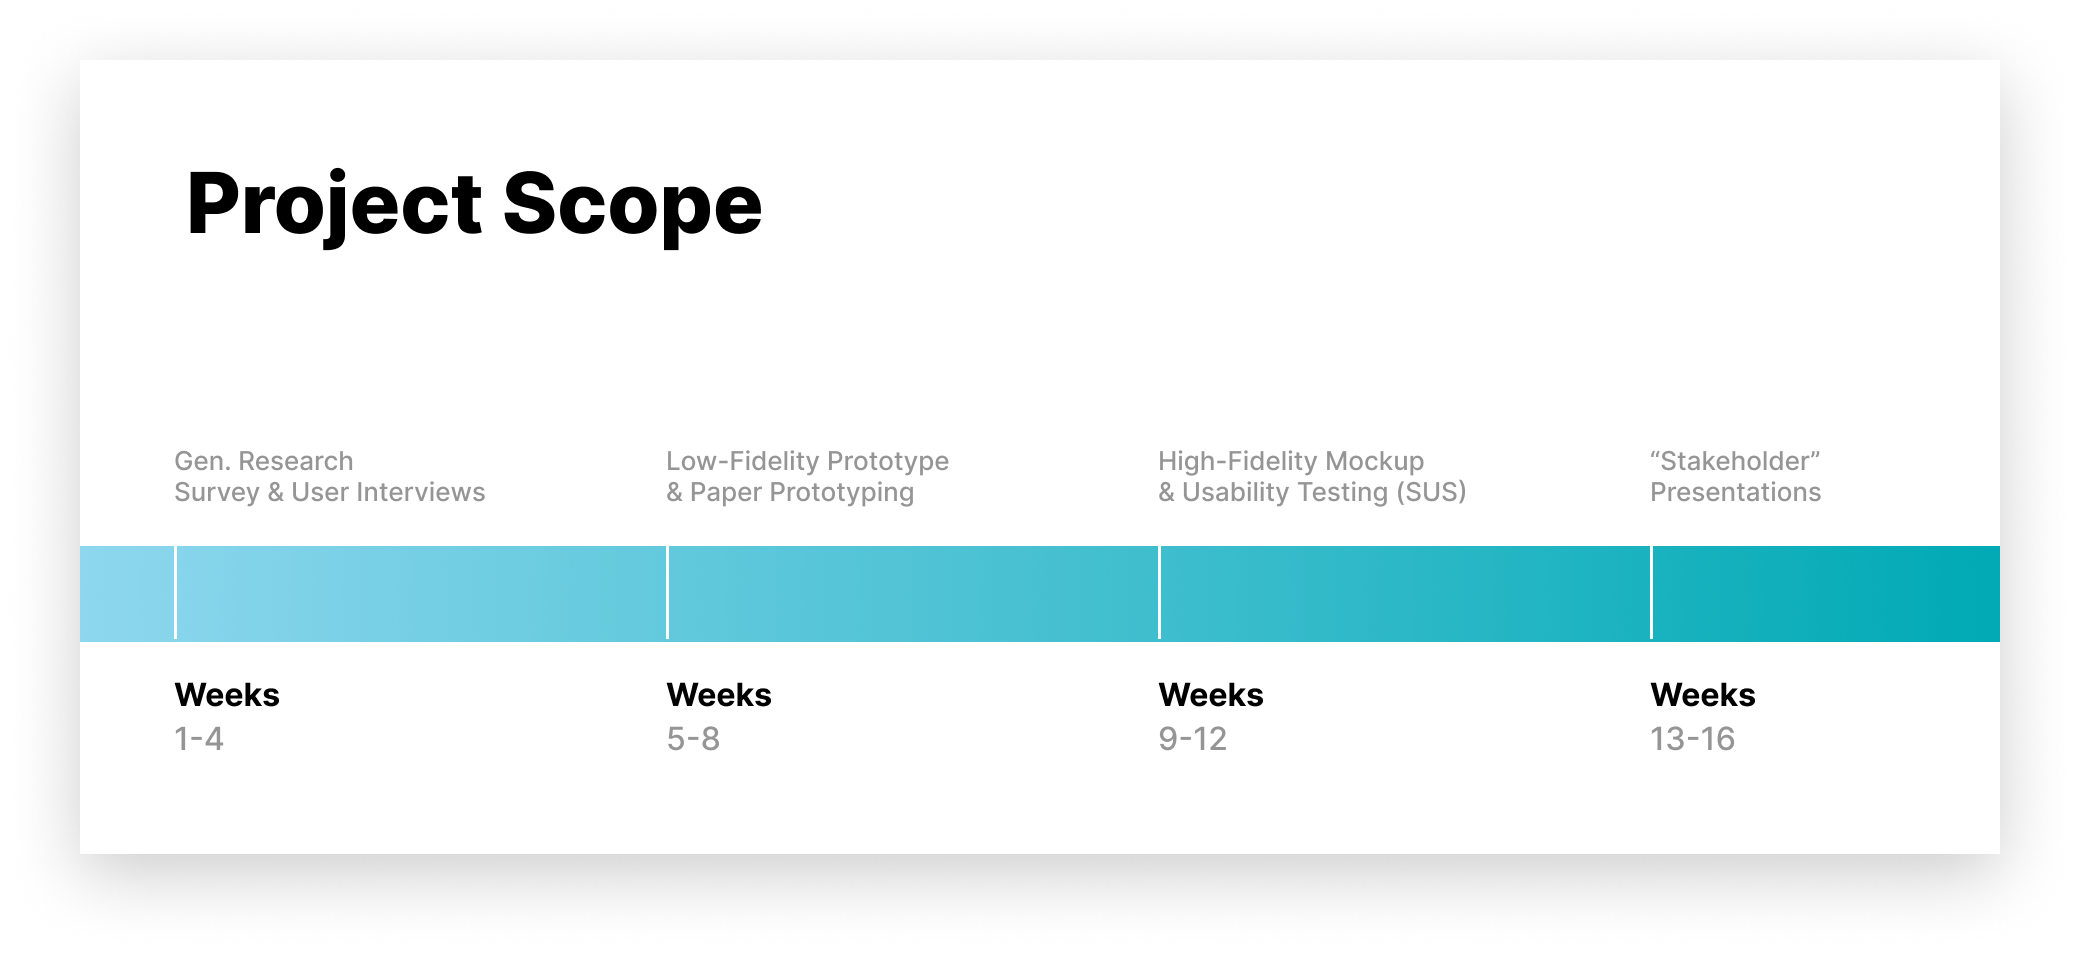 Project Scope
Gen. Research
Survey & User Interviews
Low-Fidelity Prototype
& Paper Prototyping
High-Fidelity Mockup
& Usability Testing (SUS)
“Stakeholder”
Presentations
Weeks
1-4
Weeks
5-8
Weeks
9-12
Weeks
13-16